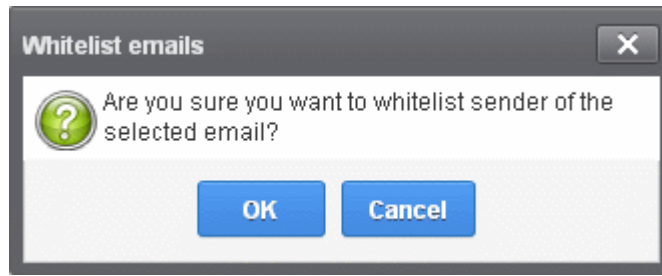 Whitelist emails
Are you sure you want to whitelist sender of the
selected email?
OK Cancel